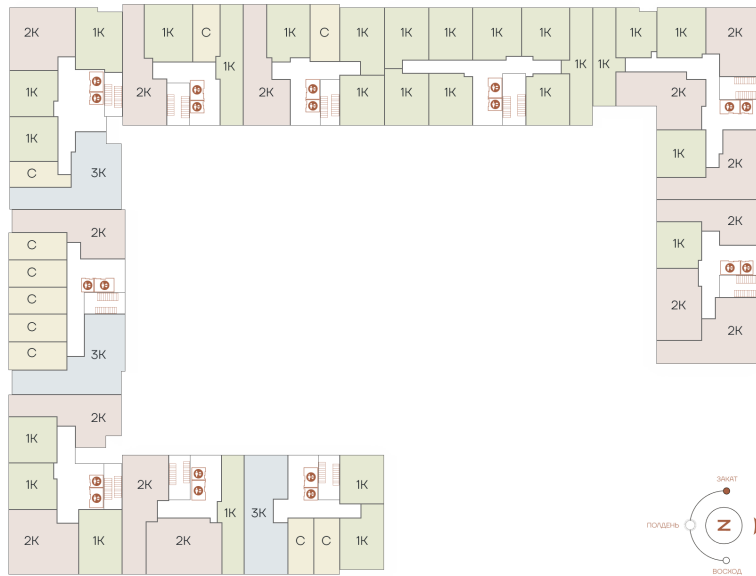 2К 1К 1К С 1К 1К С 1К 1К 1К 1К 1К 1К 1К 2К
1К 2К 2К 1К 1К 1К 1К 1К 1К 2К
1К
1К
С 3К 2К
2К 2К
С 1К
С
С 2К
С 2К
С 3К
2К
1К
1К 2К 1К
2К 1К 2К 1К 3К С С 1К
ЗАКАТ
ПОЛДЕНЬ
Z
ВОСХОД